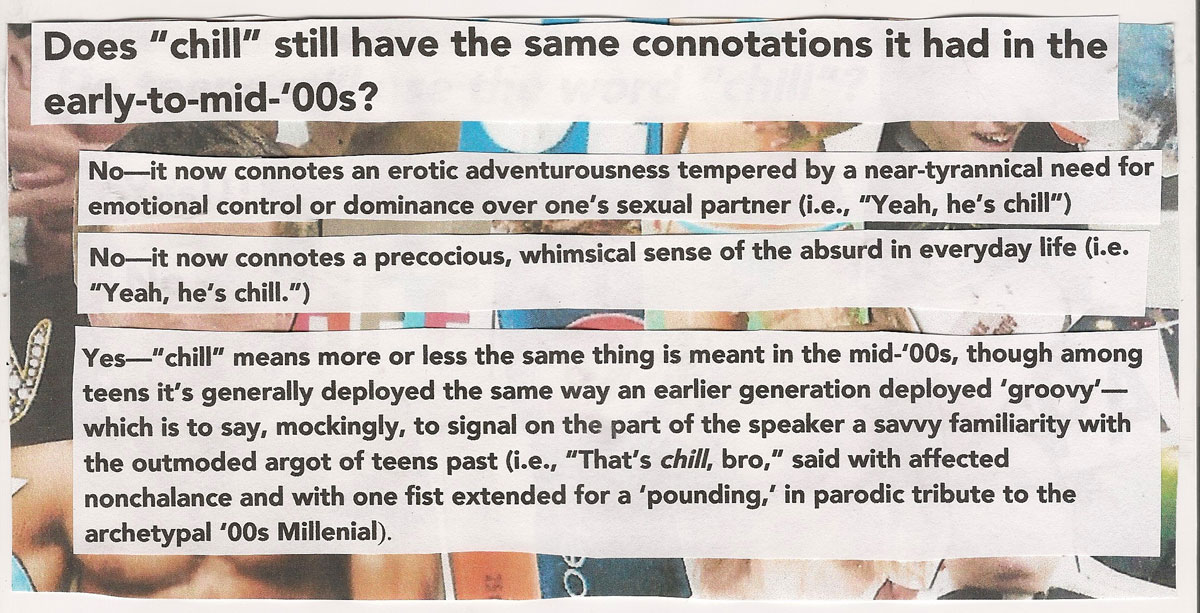 Does “chill” still have the same connotations it had in the
early-to-mid-‘00s?
No—it now connotes an erotic adventurousness tempered by a near-tyrannical need for
emotional control or dominance over one’s sexual partner (i.e., “Yeah, he’s chill”)
No—it now connotes a precocious, whimsical sense of the absurd in everyday life (i.e.
“Yeah, he’s chill.”)
Yes—“chill” means more or less the same thing is meant in the mid-‘00s, though among
teens it’s generally deployed the same way an earlier generation deployed ‘groovy’—
which is to say, mockingly, to signal on the part of the speaker a savvy familiarity with
the outmoded argot of teens past (i.e., “That’s chill, bro,” said with affected
nonchalance and with one fist extended for a ‘pounding,’ in parodic tribute to the
archetypal ‘00s Millenial).